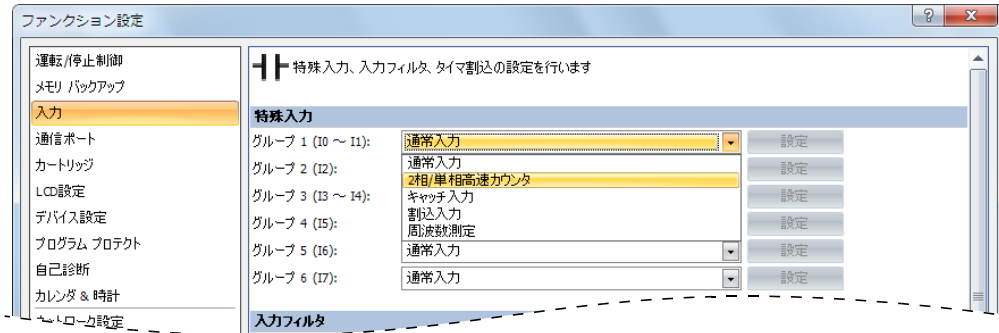 ファンクション設定
運転/停止制御
メモリ バックアップ
入力
通信ポート
カートリッジ
LCD設定
デバイス設定
プログラム プロテクト
自己診断
カレンダ & 時計
ネットワーク設定
特殊入力、入力フィルタ、タイマ割込の設定を行います
特殊入力
グループ 1 (I0 ～ I1): 通常入力 設定
グループ 2 (I2): 設定
グループ 3 (I3 ～ I4): 設定
グループ 4 (I5): 設定
通常入力
2相/単相高速カウンタ
キャッチ入力
割込入力
周波数測定
グループ 5 (I6): 通常入力 設定
グループ 6 (I7): 通常入力 設定
入力フィルタ